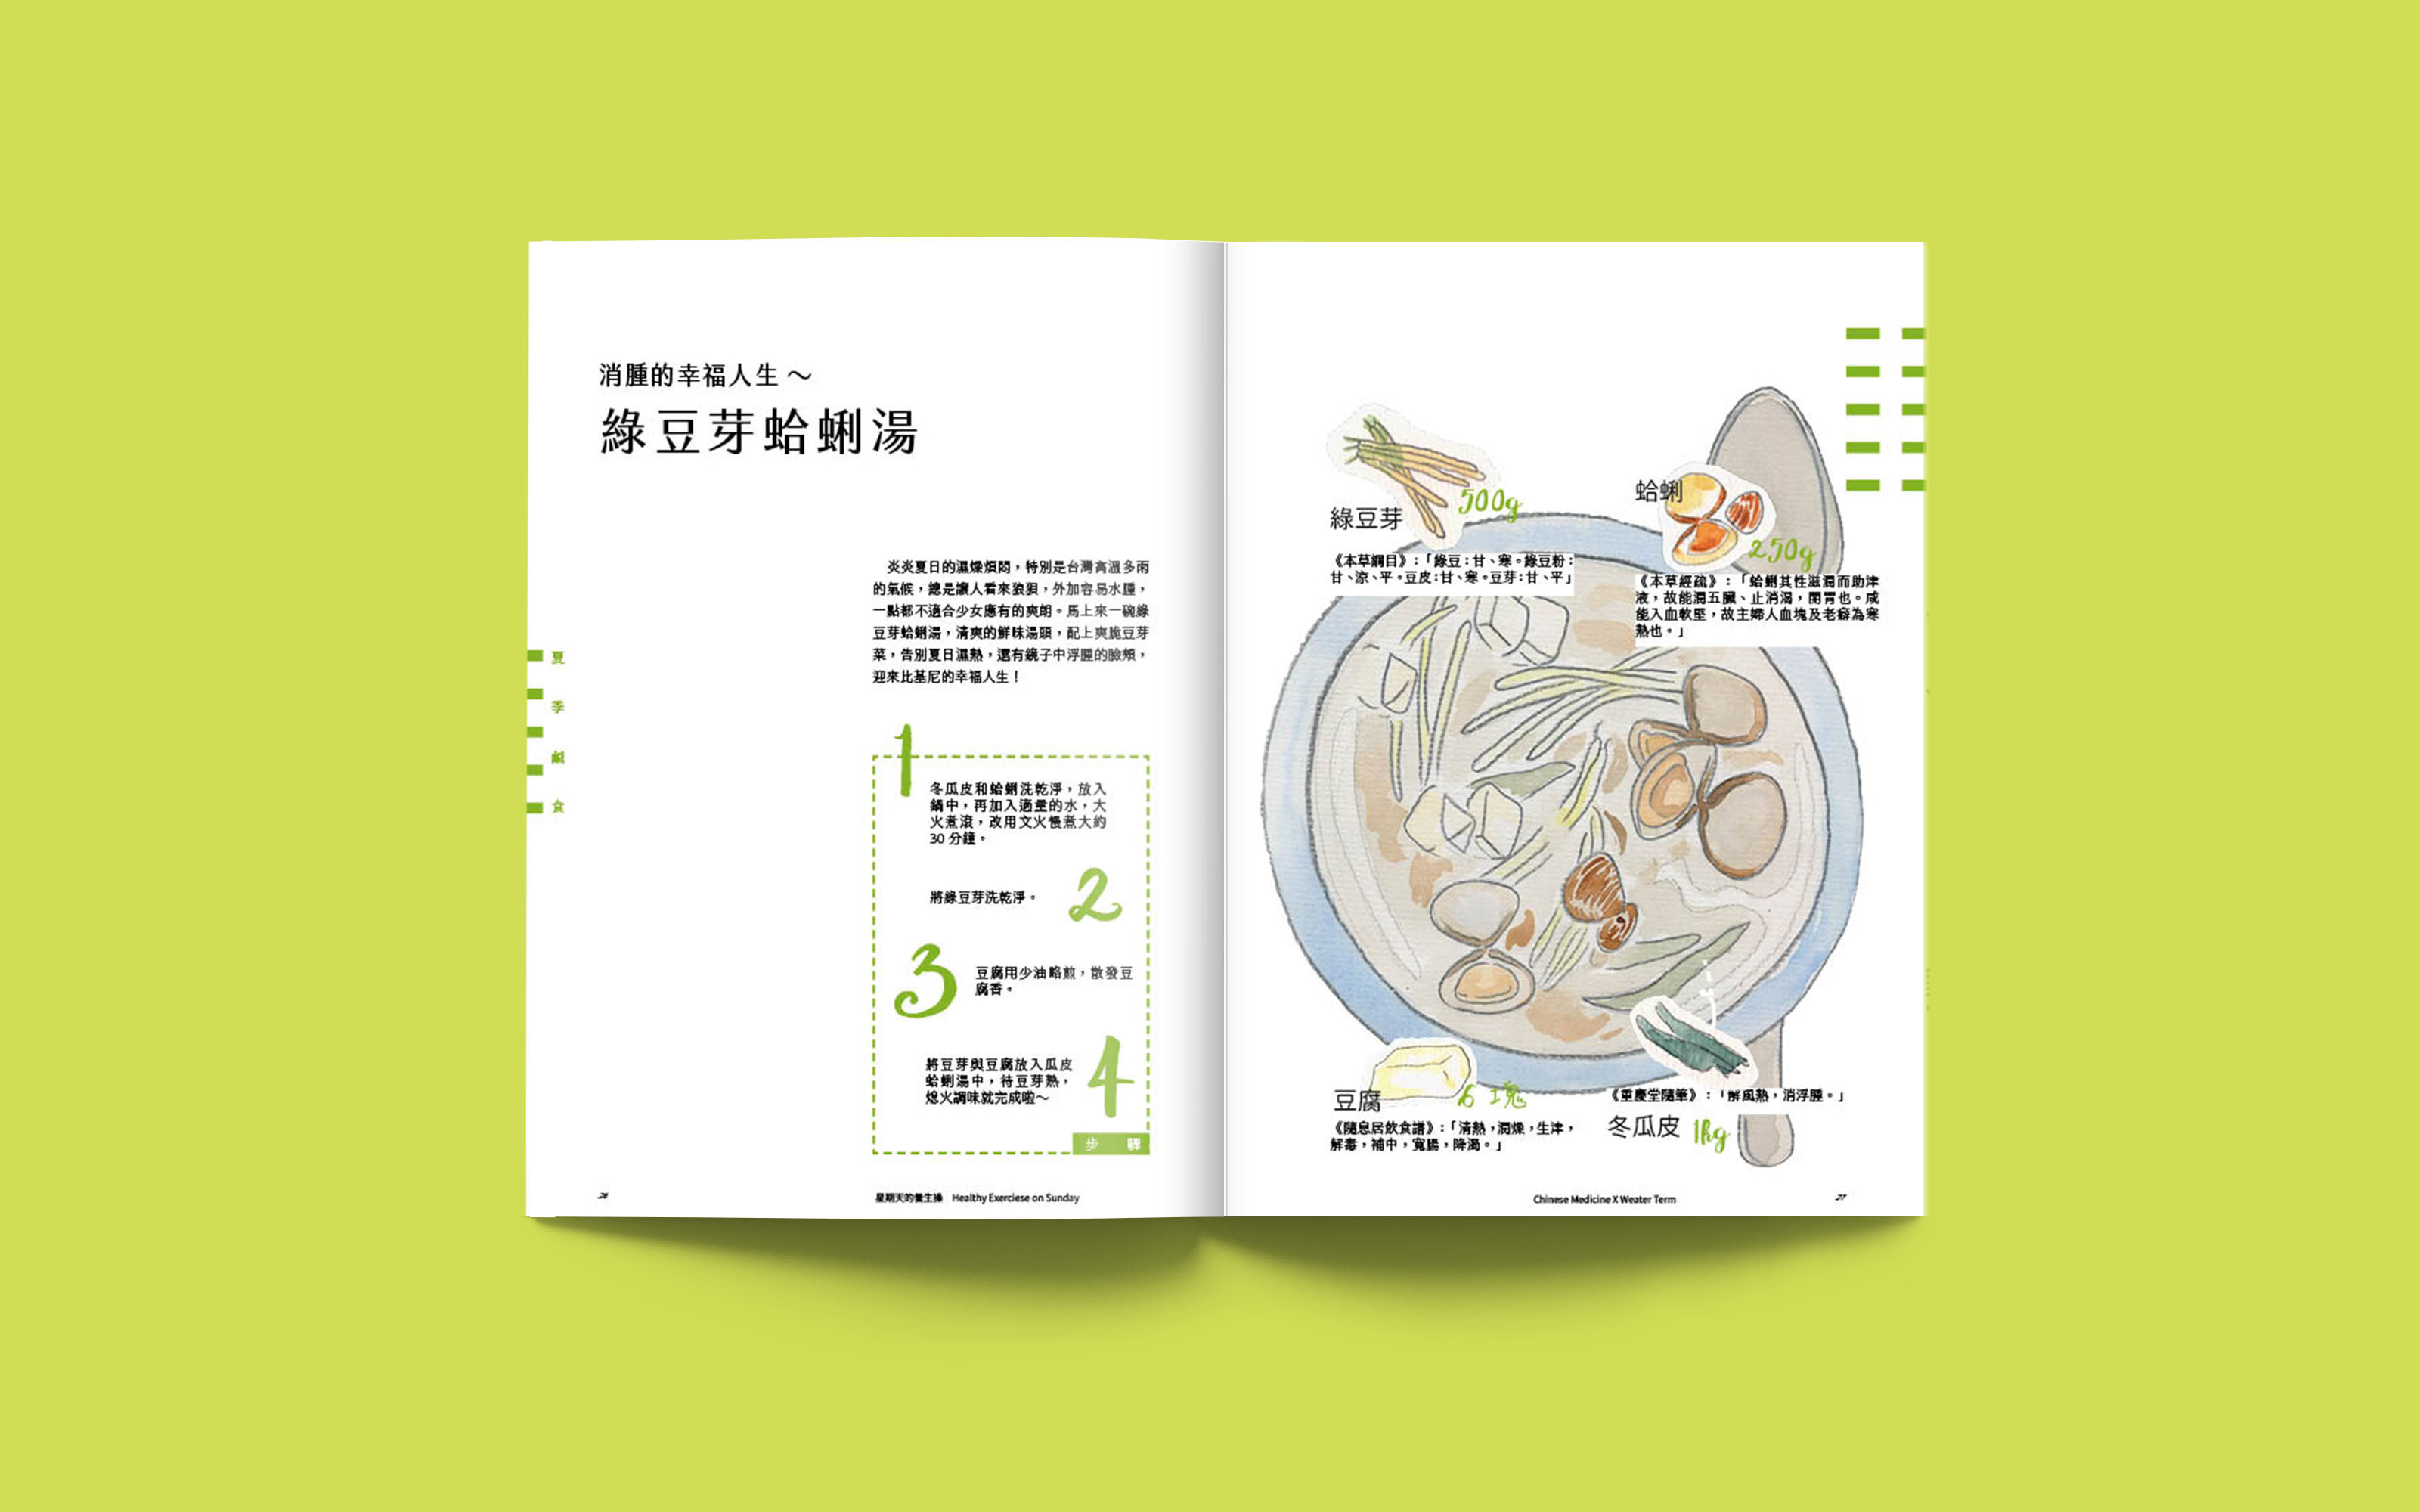 消腫的幸福人生～
綠豆芽蛤蜊湯
炎炎夏日的濕燥煩悶，特別是台灣高溫多雨
的氣候，總是讓人看來狼狽，外加容易水腫，
一點都不適合少女應有的爽朗。馬上來一碗綠
豆芽蛤蜊湯，清爽的鮮味湯頭，配上爽脆豆芽
菜，告別夏日濕熱，還有鏡子中浮腫的臉頰，
迎來比基尼的幸福人生！
夏
季
鹹
食
1
冬瓜皮和蛤蜊洗乾淨，放入
鍋中，再加入適量的水，大
火煮滾，改用文火慢煮大約
30 分鐘。
將綠豆芽洗乾淨。
2
3
豆腐用少油略煎，散發豆
腐香。
將豆芽與豆腐放入瓜皮
蛤蜊湯中，待豆芽熟，
熄火調味就完成啦～
4
步 驟
星期天的養生操 Healthy Exerciese on Sunday
綠豆芽
500g
《本草綱目》：「綠豆：甘、寒。綠豆粉：
甘、涼、平。豆皮：甘、寒。豆芽：甘、平」
蛤蜊
250g
《本草經疏》：「蛤蜊其性滋潤而助津
液，故能潤五臟、止消渴，開胃也。咸
能入血軟堅，故主婦人血塊及老癖為寒
熱也。」
豆腐
6 塊
《隨息居飲食譜》：「清熱，潤燥，生津，
解毒，補中，寬腸，降濁。」
《重慶堂隨筆》：「解風熱，消浮腫。」
冬瓜皮
1kg
Chinese Medicine X Weater Term
27